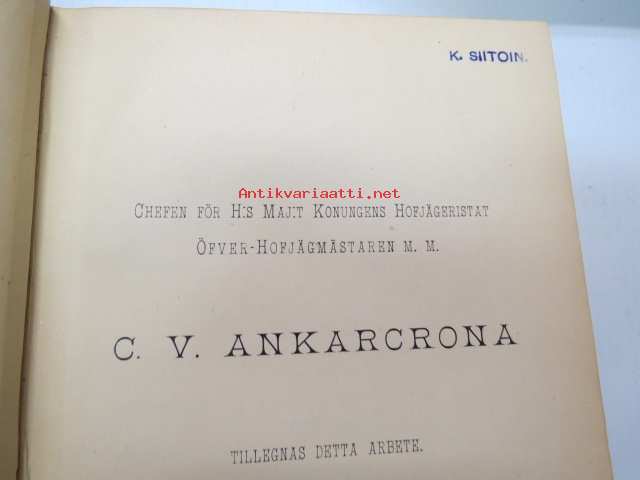 K. SIITOIN.
Antikvariaatti.net
CHEFEN FÖR H:S MAJ:T KONUNGENS HOFJÄGERISTAT
ÖFVER-HOFJÄGMÄSTAREN M. M.
C. V. ANKARCRONA
TILLEGNAS DETTA ARBETE.